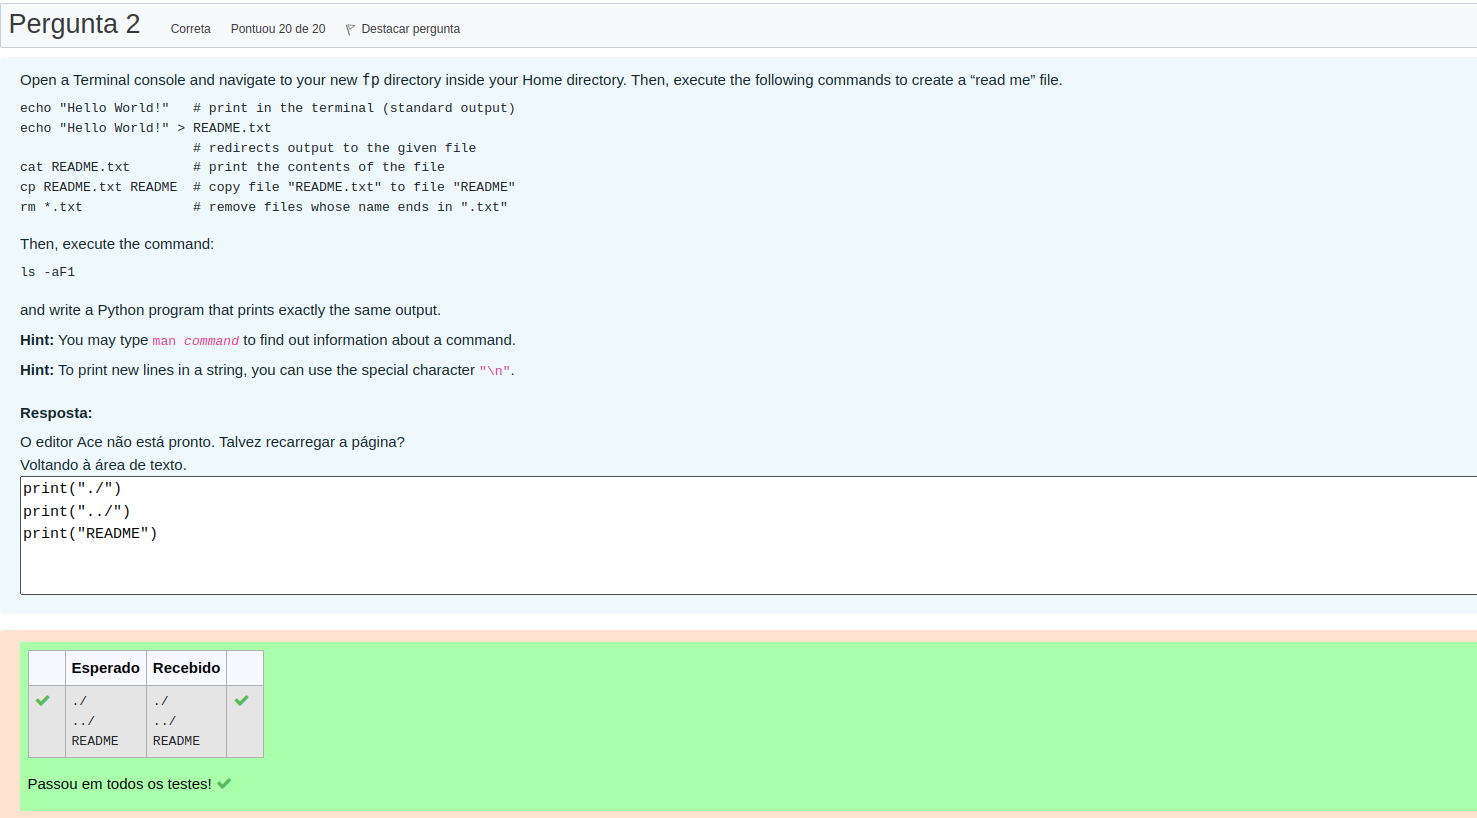 Pergunta 2 Correta Pontuou 20 de 20 Destacar pergunta
Open a Terminal console and navigate to your new fp directory inside your Home directory. Then, execute the following commands to create a “read me” file.
echo "Hello World!"   # print in the terminal (standard output)
echo "Hello World!" > README.txt
                      # redirects output to the given file
cat README.txt        # print the contents of the file
cp README.txt README  # copy file "README.txt" to file "README"
rm *.txt              # remove files whose name ends in ".txt"
Then, execute the command:
ls -aF1
and write a Python program that prints exactly the same output.
Hint: You may type man command to find out information about a command.
Hint: To print new lines in a string, you can use the special character "\n".
Resposta:
O editor Ace não está pronto. Talvez recarregar a página?
Voltando à área de texto.
print("./")
print("../")
print("README")
Esperado Recebido
./ ./
../ ../
README README
Passou em todos os testes!